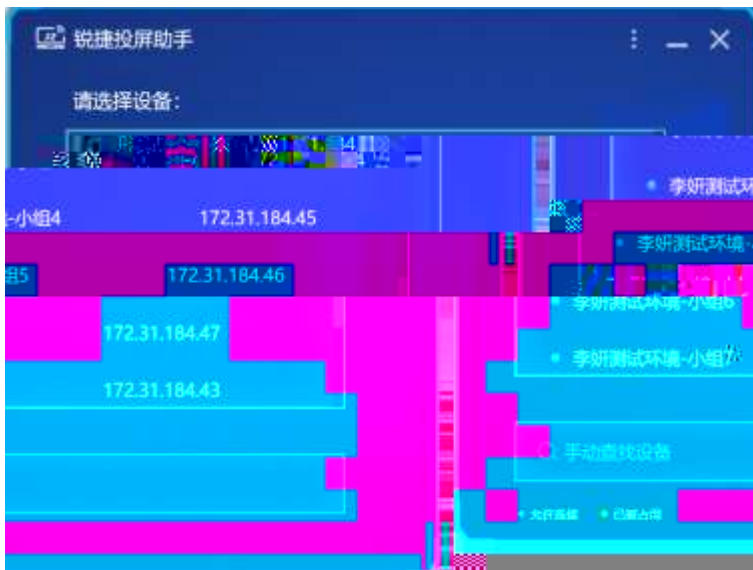 锐捷投屏助手
请选择设备：
李妍测试环
-小组4 172.31.184.45
李妍测试环境-
组5 172.31.184.46
李妍测试环境-小组6
172.31.184.47
李妍测试环境-小组7
172.31.184.43
手动查找设备
允许连接 已被占用